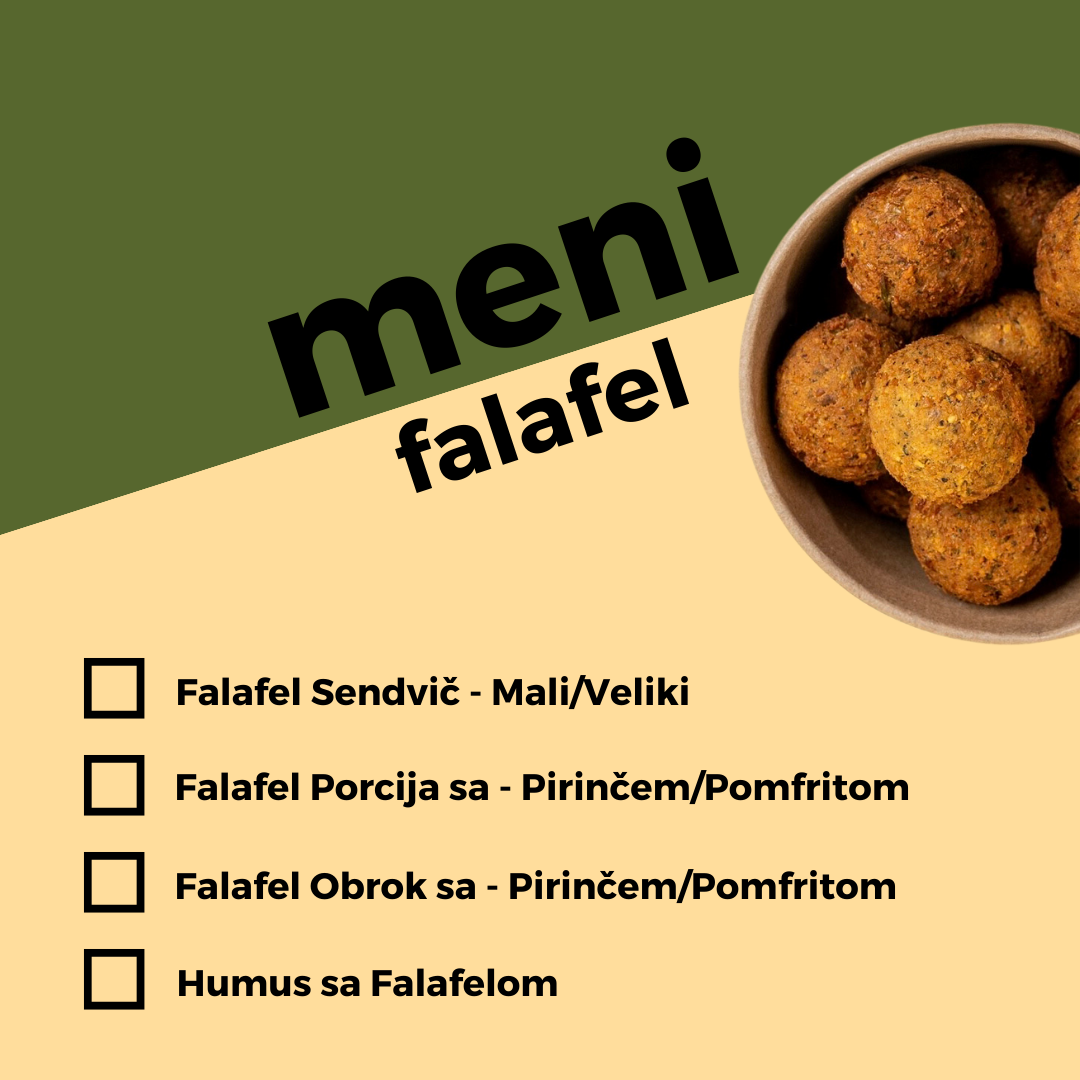 meni
falafel
Falafel Sendvič - Mali/Veliki
Falafel Porcija sa - Pirinčem/Pomfritom
Falafel Obrok sa - Pirinčem/Pomfritom
Humus sa Falafelom